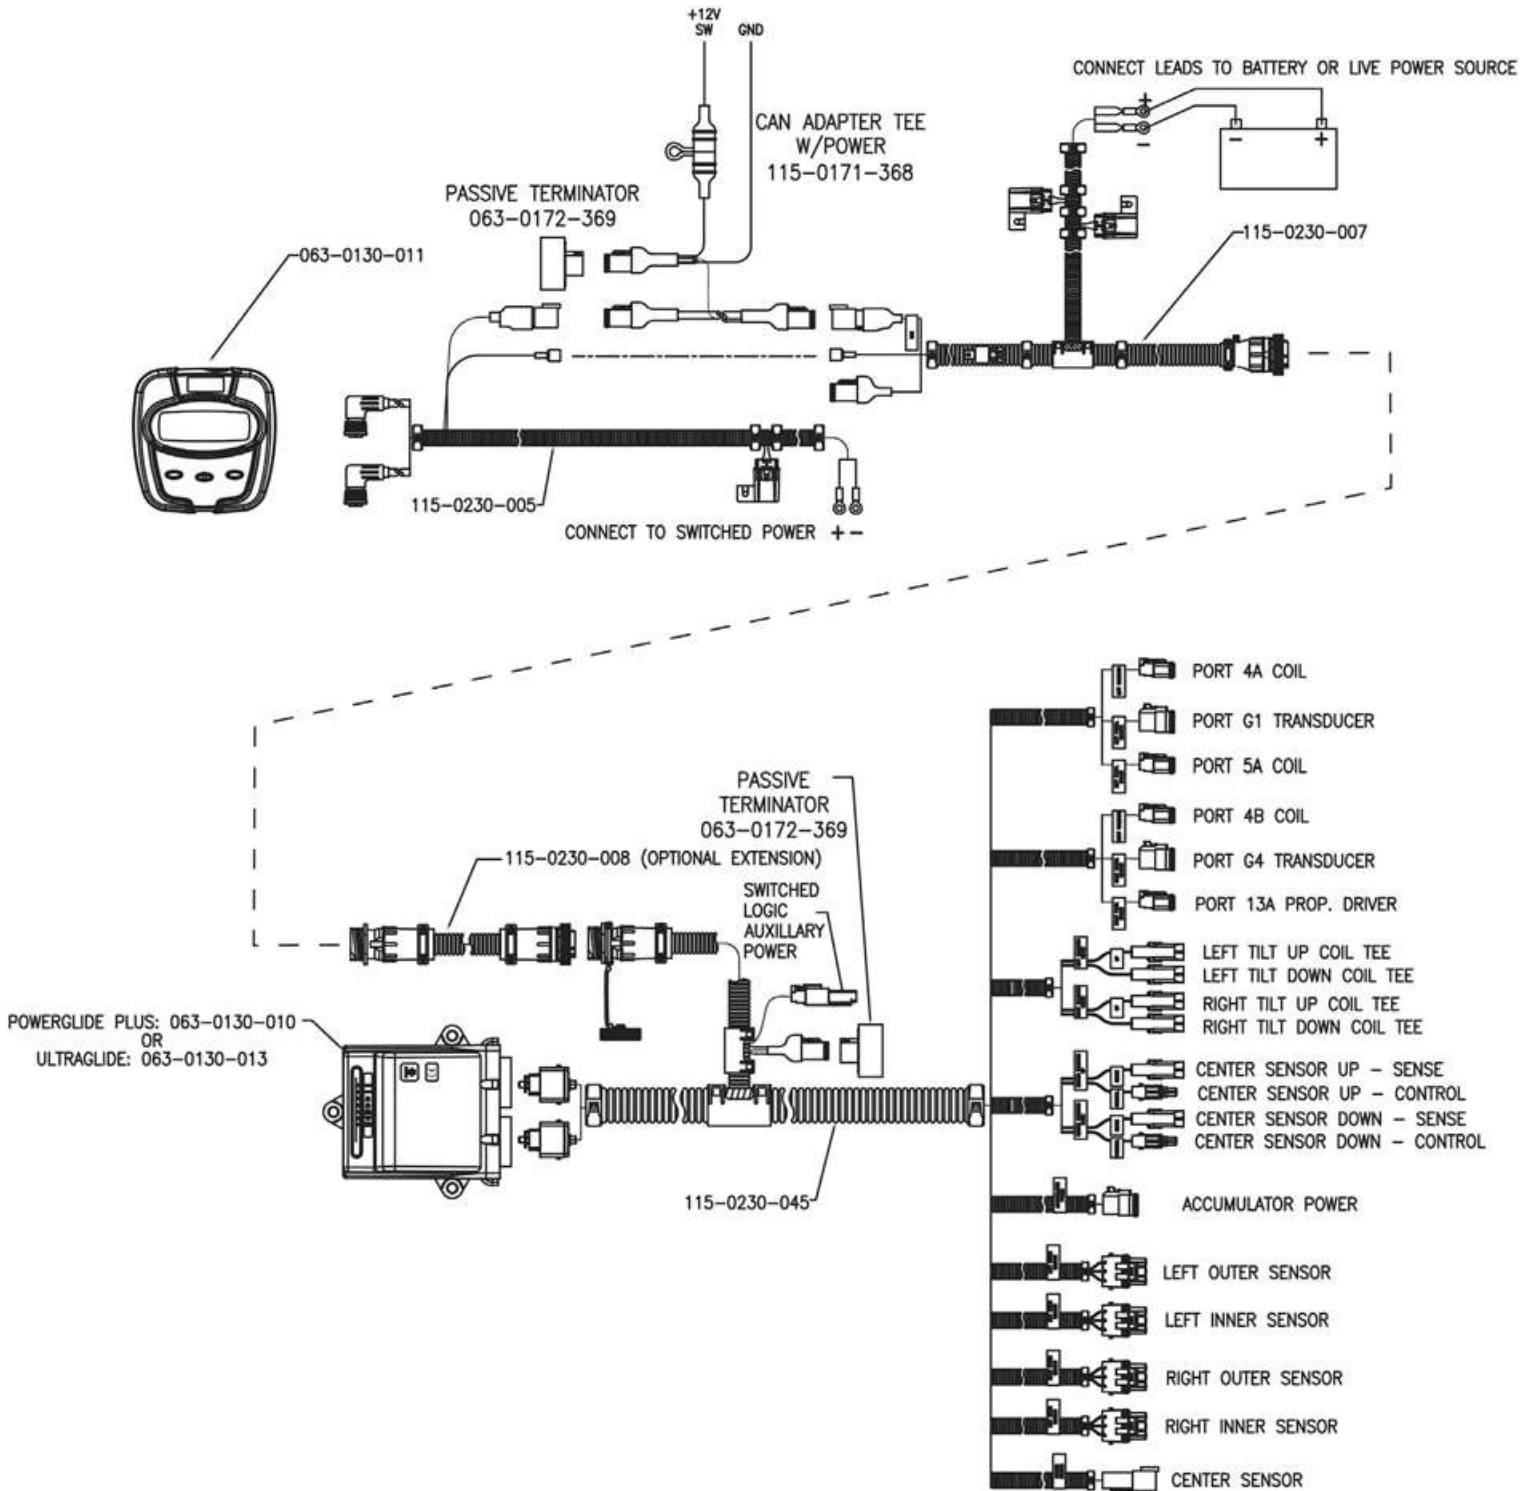 +12V
SW
GND
CONNECT LEADS TO BATTERY OR LIVE POWER SOURCE
+
-
-
+
CAN ADAPTER TEE
W/POWER
115-0171-368
PASSIVE TERMINATOR
063-0172-369
063-0130-011
115-0230-007
115-0230-005
CONNECT TO SWITCHED POWER + -
PORT 4A COIL
PORT G1 TRANSDUCER
PORT 5A COIL
PORT 4B COIL
PORT G4 TRANSDUCER
PORT 13A PROP. DRIVER
PASSIVE
TERMINATOR
063-0172-369
115-0230-008 (OPTIONAL EXTENSION)
SWITCHED
LOGIC
AUXILLARY
POWER
LEFT TILT UP COIL TEE
LEFT TILT DOWN COIL TEE
RIGHT TILT UP COIL TEE
RIGHT TILT DOWN COIL TEE
POWERGLIDE PLUS: 063-0130-010
OR
ULTRAGLIDE: 063-0130-013
CENTER SENSOR UP - SENSE
CENTER SENSOR UP - CONTROL
CENTER SENSOR DOWN - SENSE
CENTER SENSOR DOWN - CONTROL
115-0230-045
ACCUMULATOR POWER
LEFT OUTER SENSOR
LEFT INNER SENSOR
RIGHT OUTER SENSOR
RIGHT INNER SENSOR
CENTER SENSOR